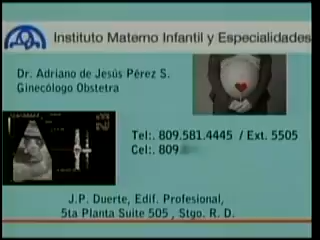 Instituto Materno Infantil y Especialidades
Dr. Adriano de Jesús Pérez S.
Ginecólogo Obstetra
Tel:. 809.581.4445 / Ext. 5505
Cel:. 809
J.P. Duerte, Edif. Profesional,
5ta Planta Suite 505 , Stgo. R. D.